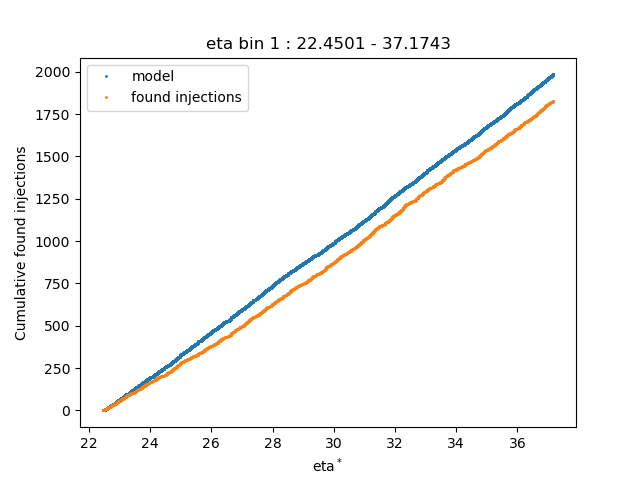 eta bin 1 : 22.4501 - 37.1743
model
found injections
2000
1750
1500
1250
1000
750
500
250
0
Cumulative found injections
22 24 26 28 30 32 34 36
eta*